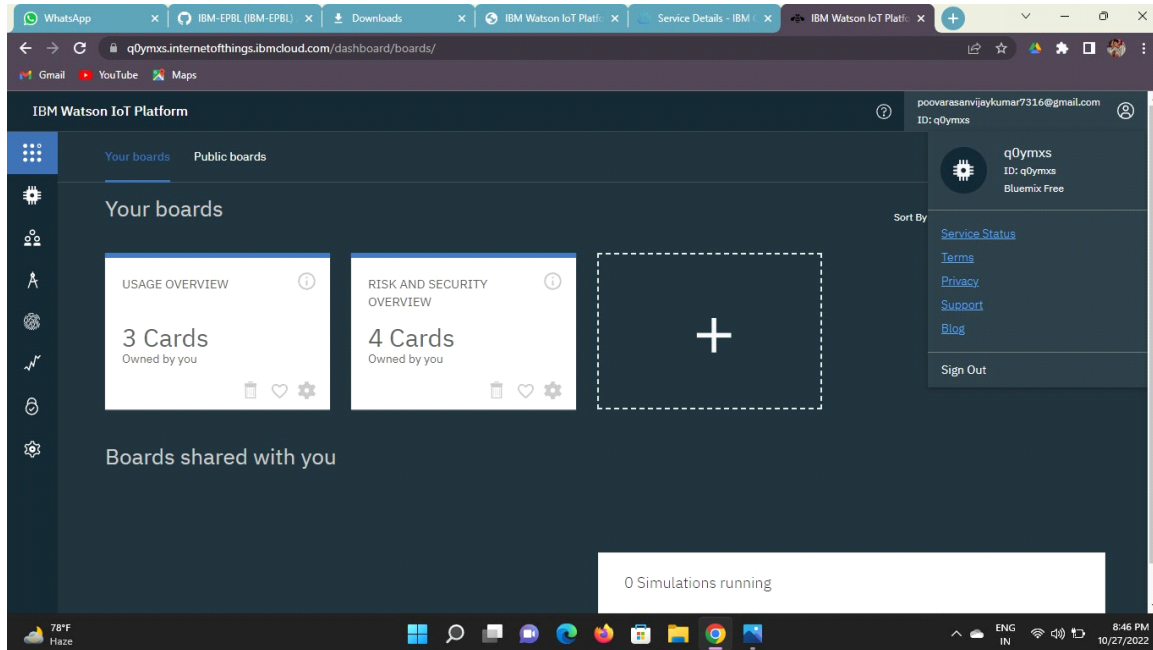 WhatsApp
IBM-EPBL (IBM-EPBL)
Downloads
IBM Watson IoT Platfo
Service Details - IBM
IBM Watson IoT Platfo
q0ymxs.internetofthings.ibmcloud.com/dashboard/boards/
Gmail
YouTube
Maps
IBM Watson IoT Platform
poovarasanvijaykumar7316@gmail.com
ID: q0ymxs
Your boards
Public boards
q0ymxs
ID: q0ymxs
Bluemix Free
Your boards
Sort By
Service Status
Terms
Privacy
Support
Blog
Sign Out
USAGE OVERVIEW
3 Cards
Owned by you
RISK AND SECURITY
OVERVIEW
4 Cards
Owned by you
Boards shared with you
0 Simulations running
78°F
Haze
ENG
IN
8:46 PM
10/27/2022